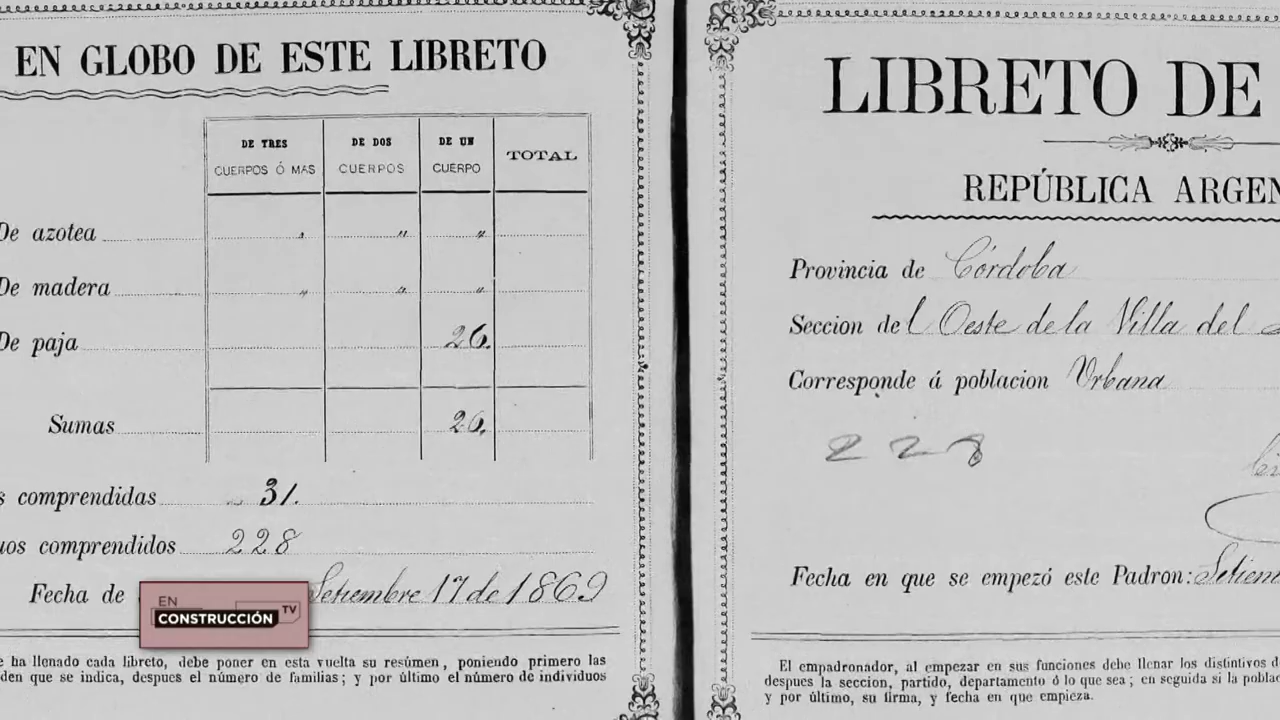 EN GLOBO DE ESTE LIBRETO
DE TRES CUERPOS Ó MAS
DE DOS CUERPOS
DE UN CUERPO
TOTAL
De azotea " " "
De madera " " "
De paja 26.
Sumas 26.
s comprendidas 31.
uos comprendidos 228
Fecha de Setiembre 17 de 1869
EN
CONSTRUCCIÓN TV
e ha llenado cada libreto, debe poner en esta vuelta su resúmen, poniendo primero las
den que se indica, despues el número de familias; y por último el número de individuos
LIBRETO DE
REPÚBLICA ARGEN
Provincia de Córdoba
Seccion del Oeste de la Villa del
Corresponde á poblacion Urbana
228
Fecha en que se empezó este Padron: Setiem
El empadronador, al empezar en sus funciones debe llenar los distintivos d
despues la seccion, partido, departamento ó lo que sea; en seguida si la poblac
y por último, su firma, y fecha en que empieza.